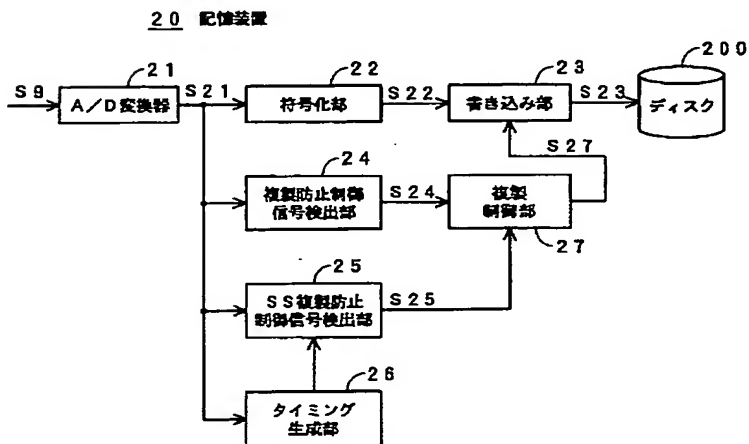 20 記憶装置
21
22
23
200
S9
A/D変換器
S21
符号化部
S22
書き込み部
S23
ディスク
S27
24
複製防止制御
信号検出部
S24
複製
制御部
27
25
SS複製防止
制御信号検出部
S25
26
タイミング
生成部